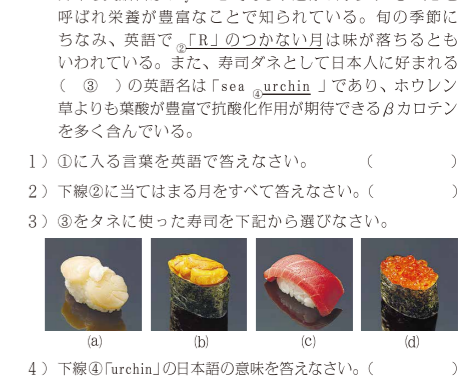 呼ばれ栄養が豊富なことで知られている。旬の季節に
ちなみ、英語で②「R」のつかない月は味が落ちるとも
いわれている。また、寿司ダネとして日本人に好まれる
( ③ )の英語名は「sea ④urchin 」であり、ホウレン
草よりも葉酸が豊富で抗酸化作用が期待できるβカロテン
を多く含んでいる。
1）①に入る言葉を英語で答えなさい。 ( )
2）下線②に当てはまる月をすべて答えなさい。( )
3）③をタネに使った寿司を下記から選びなさい。
(a) (b) (c) (d)
4）下線④「urchin」の日本語の意味を答えなさい。( )